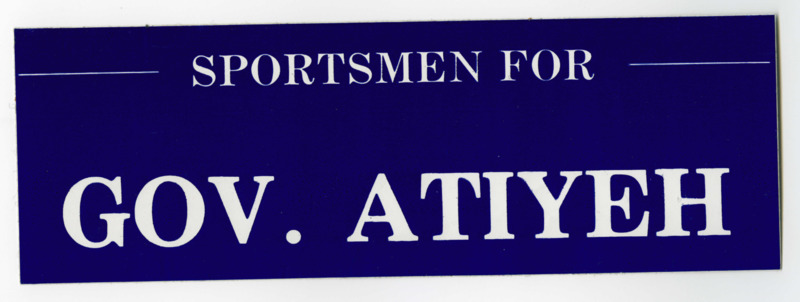 SPORTSMEN FOR
GOV. ATIYEH